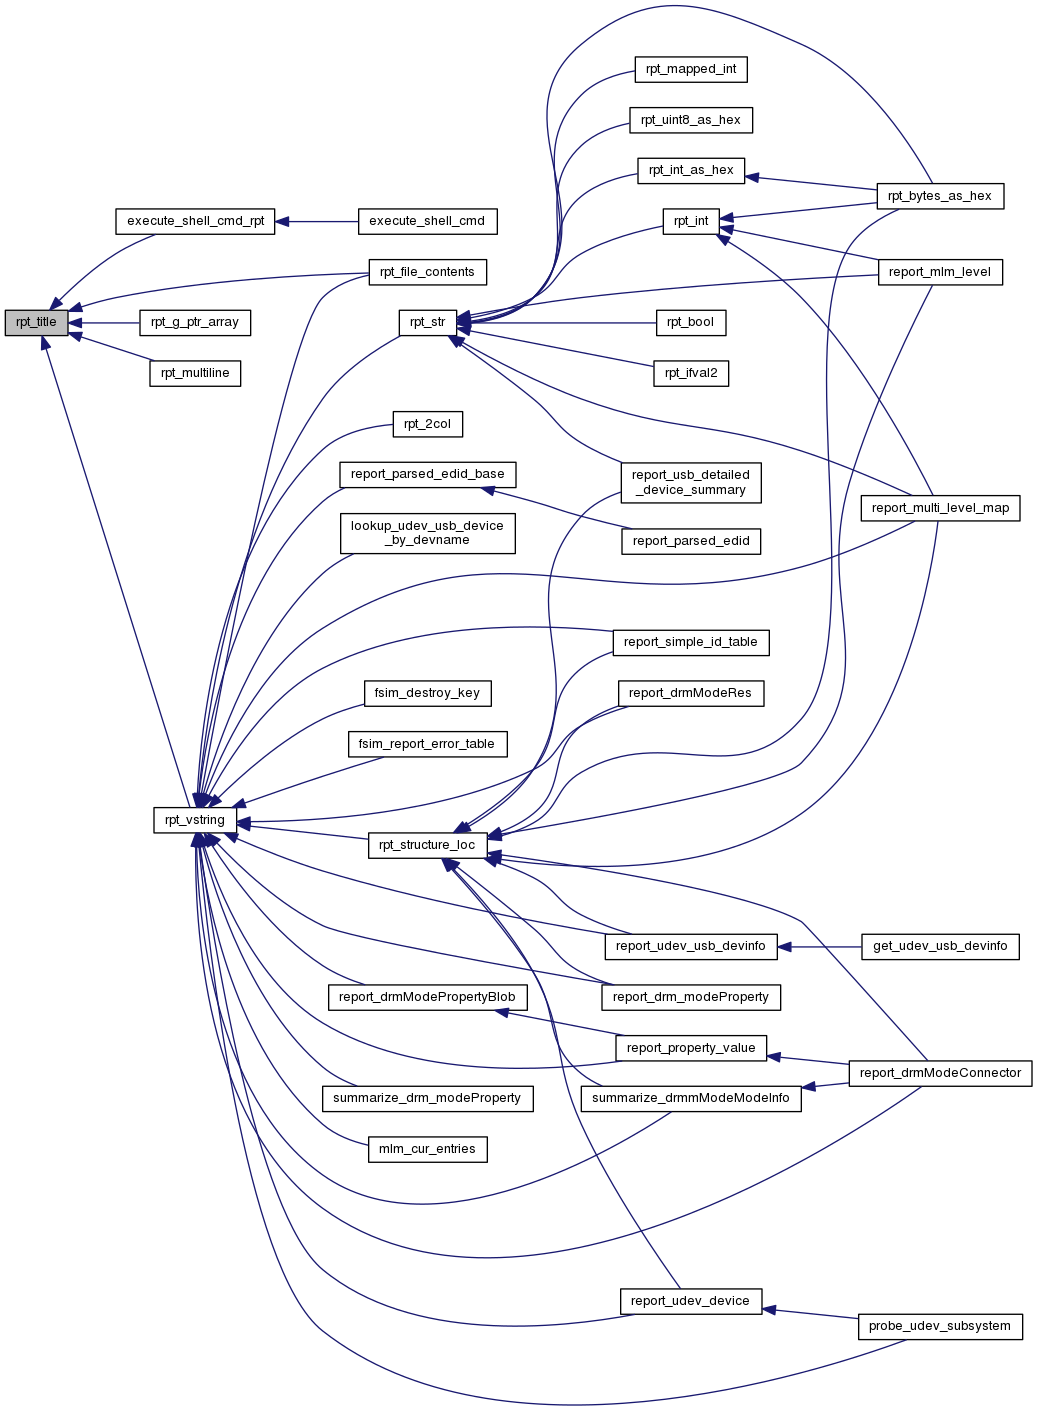 rpt_mapped_int
rpt_uint8_as_hex
rpt_int_as_hex
rpt_bytes_as_hex
execute_shell_cmd_rpt
execute_shell_cmd
rpt_int
rpt_file_contents
report_mlm_level
rpt_title
rpt_g_ptr_array
rpt_str
rpt_bool
rpt_multiline
rpt_ifval2
rpt_2col
report_parsed_edid_base
report_usb_detailed
_device_summary
report_multi_level_map
lookup_udev_usb_device
_by_devname
report_parsed_edid
report_simple_id_table
fsim_destroy_key
report_drmModeRes
fsim_report_error_table
rpt_vstring
rpt_structure_loc
report_udev_usb_devinfo
get_udev_usb_devinfo
report_drmModePropertyBlob
report_drm_modeProperty
report_property_value
report_drmModeConnector
summarize_drm_modeProperty
summarize_drmmModeModeInfo
mlm_cur_entries
report_udev_device
probe_udev_subsystem